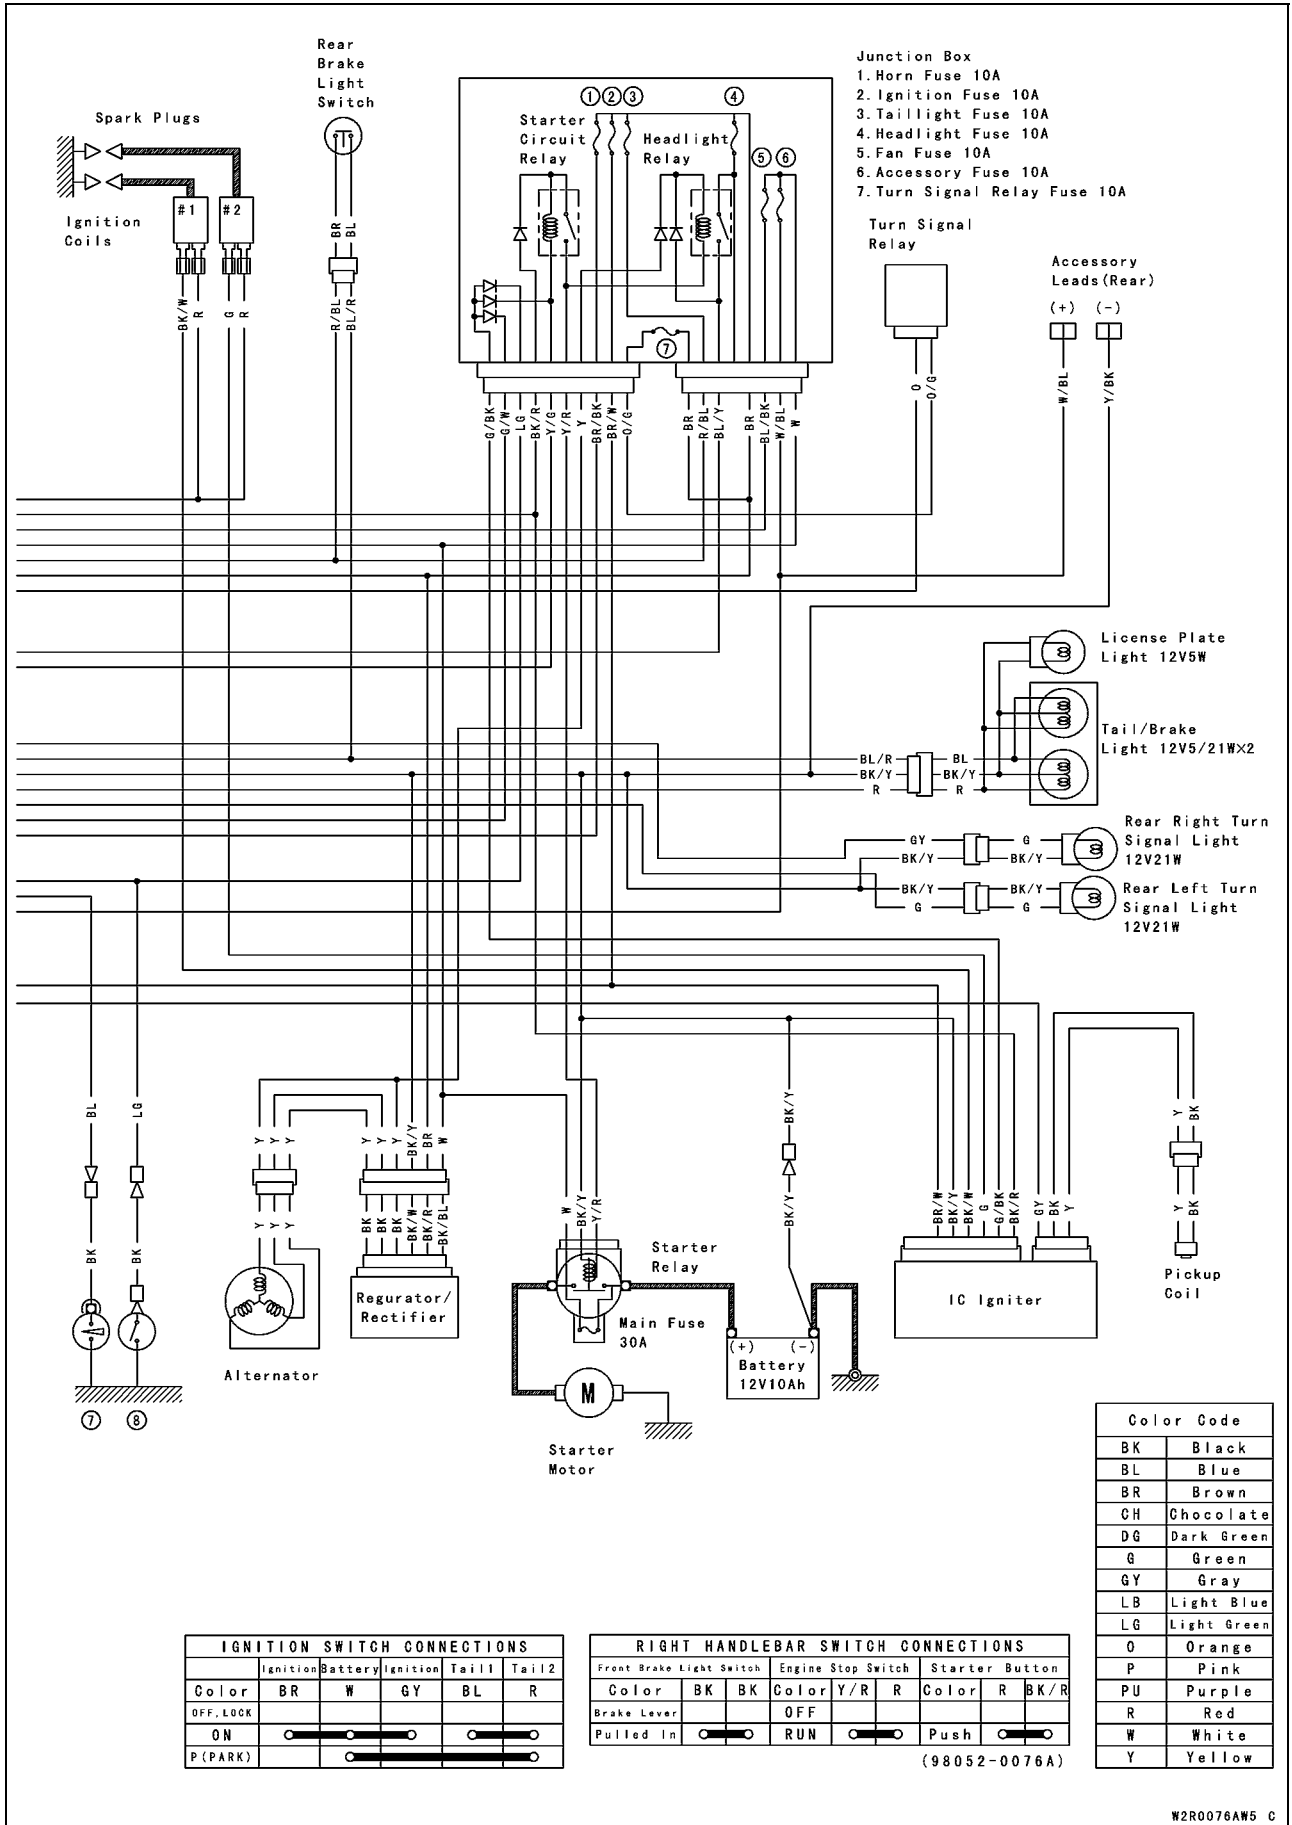 Rear
Brake
Light
Switch
Spark Plugs
Ignition
Coils
#1
#2
BR
BL
R/BL
BL/R
BK/W
R
G
R
1 2 3 4
5 6
7
Starter
Circuit
Relay
Headlight
Relay
Junction Box
1. Horn Fuse 10A
2. Ignition Fuse 10A
3. Taillight Fuse 10A
4. Headlight Fuse 10A
5. Fan Fuse 10A
6. Accessory Fuse 10A
7. Turn Signal Relay Fuse 10A
Turn Signal
Relay
Accessory
Leads(Rear)
(+) (-)
G/BK G/W LG BK/R Y/G Y/R Y BR/BK BR/W O/G
BR R/BL BL/Y BR BL/BK W/BL W
O O/G
W/BL Y/BK
License Plate
Light 12V5W
Tail/Brake
Light 12V5/21W×2
BL/R BL
BK/Y BK/Y
R R
Rear Right Turn
Signal Light
12V21W
GY G
BK/Y BK/Y
Rear Left Turn
Signal Light
12V21W
BK/Y BK/Y
G G
BL LG
BK BK
7 8
Y Y Y
Y Y Y
Alternator
Y Y Y BK/Y BR W
BK BK BK BK/W BK/R BK/BL
Regurator/
Rectifier
W BK/Y Y/R
Starter
Relay
Main Fuse
30A
M
Starter
Motor
BK/Y
BK/Y
(+) (-)
Battery
12V10Ah
BR/W BK/Y BK/W G G/BK BK/R GY BK Y
IC Igniter
Y BK
Y BK
Pickup
Coil
Color Code
BK Black
BL Blue
BR Brown
CH Chocolate
DG Dark Green
G Green
GY Gray
LB Light Blue
LG Light Green
O Orange
P Pink
PU Purple
R Red
W White
Y Yellow
IGNITION SWITCH CONNECTIONS
Ignition Battery Ignition Tail1 Tail2
Color BR W GY BL R
OFF,LOCK
ON
P(PARK)
RIGHT HANDLEBAR SWITCH CONNECTIONS
Front Brake Light Switch Engine Stop Switch Starter Button
Color BK BK Color Y/R R Color R BK/R
Brake Lever OFF
Pulled In RUN Push
(98052-0076A)
W2R0076AW5 C